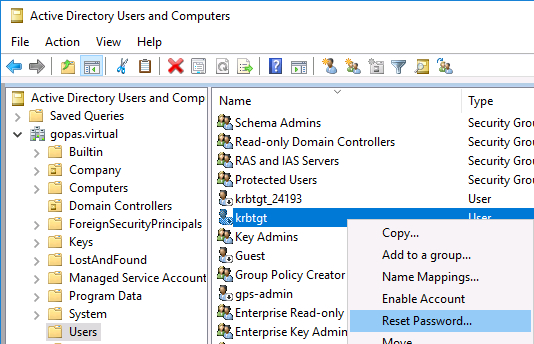 Active Directory Users and Computers
File Action View Help
Active Directory Users and Comp
Saved Queries
gopas.virtual
Builtin
Company
Computers
Domain Controllers
ForeignSecurityPrincipals
Keys
LostAndFound
Managed Service Account
Program Data
System
Users
Name Type
Schema Admins Security Gro
Read-only Domain Controllers Security Gro
RAS and IAS Servers Security Gro
Protected Users Security Gro
krbtgt_24193 User
krbtgt User
Key Admins
Guest
Group Policy Creator
gps-admin
Enterprise Read-only
Enterprise Key Admin
Copy...
Add to a group...
Name Mappings...
Enable Account
Reset Password...
Move...